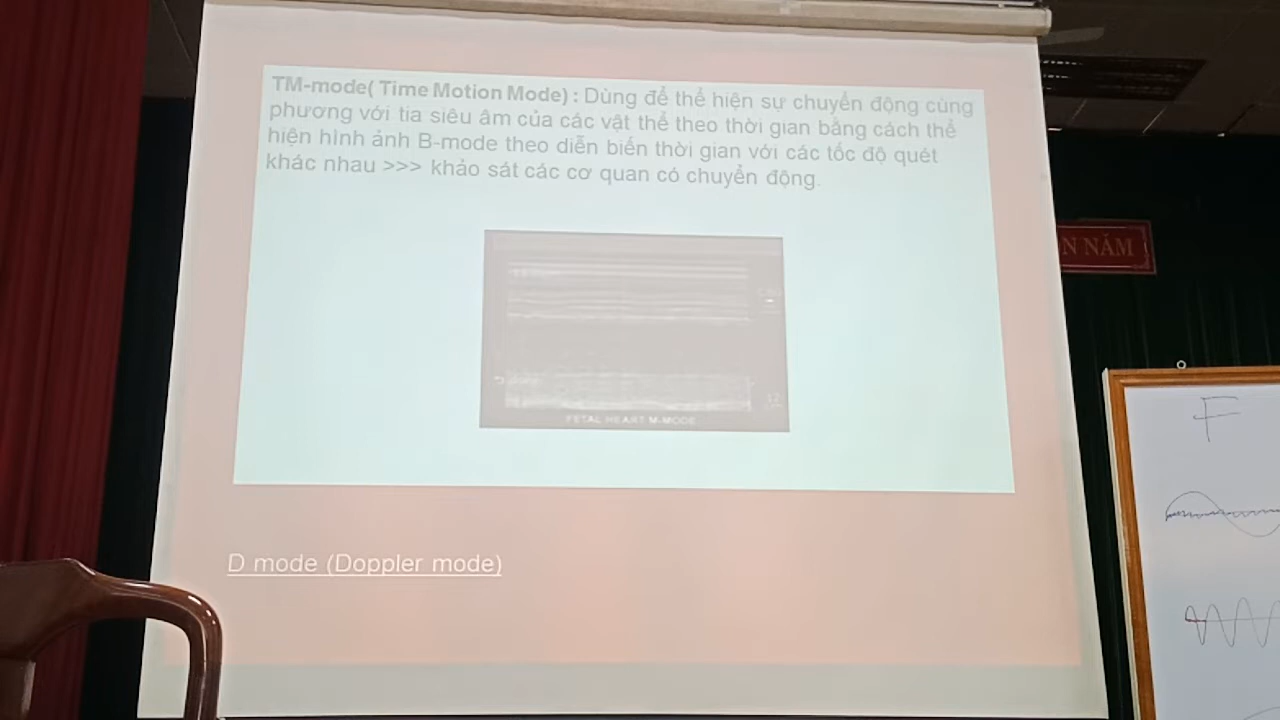 TM-mode( Time Motion Mode) : Dùng để thể hiện sự chuyển động cùng
phương với tia siêu âm của các vật thể theo thời gian bằng cách thể
hiện hình ảnh B-mode theo diễn biến thời gian với các tốc độ quét
khác nhau >>> khảo sát các cơ quan có chuyển động.
FETAL HEART M-MODE
D mode (Doppler mode)
N NĂM
F